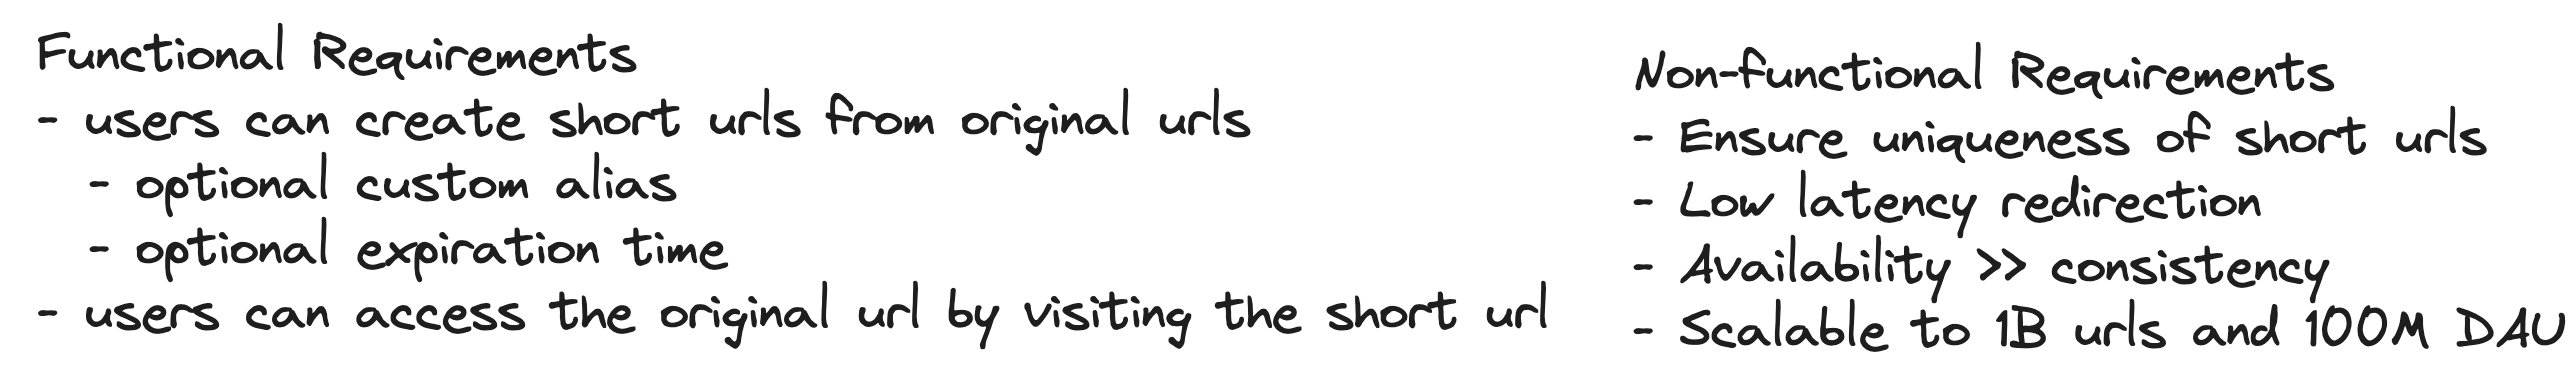 Functional Requirements
- users can create short urls from original urls
- optional custom alias
- optional expiration time
- users can access the original url by visiting the short url
Non-functional Requirements
- Ensure uniqueness of short urls
- Low latency redirection
- Availability >> consistency
- Scalable to 1B urls and 100M DAU